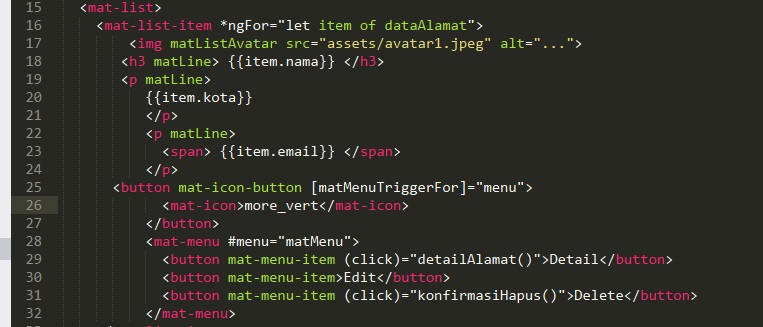 15 <mat-list>
16 <mat-list-item *ngFor="let item of dataAlamat">
17 <img matListAvatar src="assets/avatar1.jpeg" alt="...">
18 <h3 matLine> {{item.nama}} </h3>
19 <p matLine>
20 {{item.kota}}
21 </p>
22 <p matLine>
23 <span> {{item.email}} </span>
24 </p>
25 <button mat-icon-button [matMenuTriggerFor]="menu">
26 <mat-icon>more_vert</mat-icon>
27 </button>
28 <mat-menu #menu="matMenu">
29 <button mat-menu-item (click)="detailAlamat()">Detail</button>
30 <button mat-menu-item>Edit</button>
31 <button mat-menu-item (click)="konfirmasiHapus()">Delete</button>
32 </mat-menu>